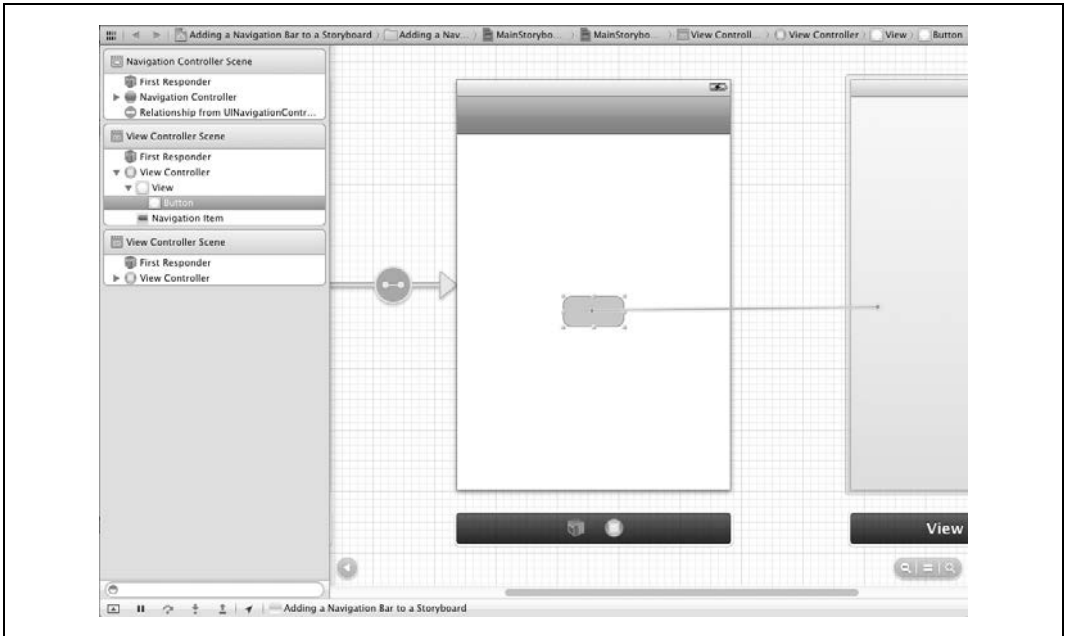 Adding a Navigation Bar to a Storyboard Adding a Nav... MainStorybo... MainStorybo... View Controll... View Controller View Button
Navigation Controller Scene
First Responder
Navigation Controller
Relationship from UINavigationContr...
View Controller Scene
First Responder
View Controller
View
Button
Navigation Item
View Controller Scene
First Responder
View Controller
View
Adding a Navigation Bar to a Storyboard